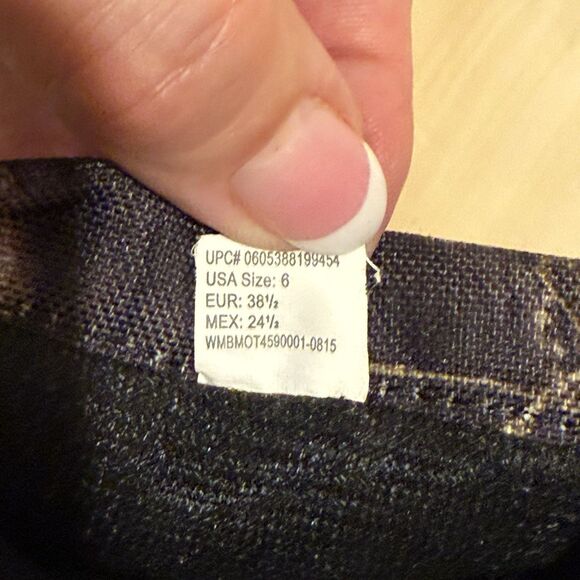 UPC# 0605388199454
USA Size: 6
EUR: 38½
MEX: 24½
WMBMOT4590001-0815